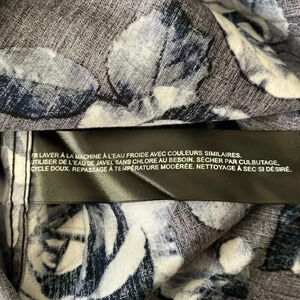 FR LAVER À LA MACHINE À L'EAU FROIDE AVEC COULEURS SIMILAIRES.
UTILISER DE L'EAU DE JAVEL SANS CHLORE AU BESOIN. SÉCHER PAR CULBUTAGE,
CYCLE DOUX. REPASSAGE À TEMPÉRATURE MODÉRÉE. NETTOYAGE À SEC SI DÉSIRÉ.